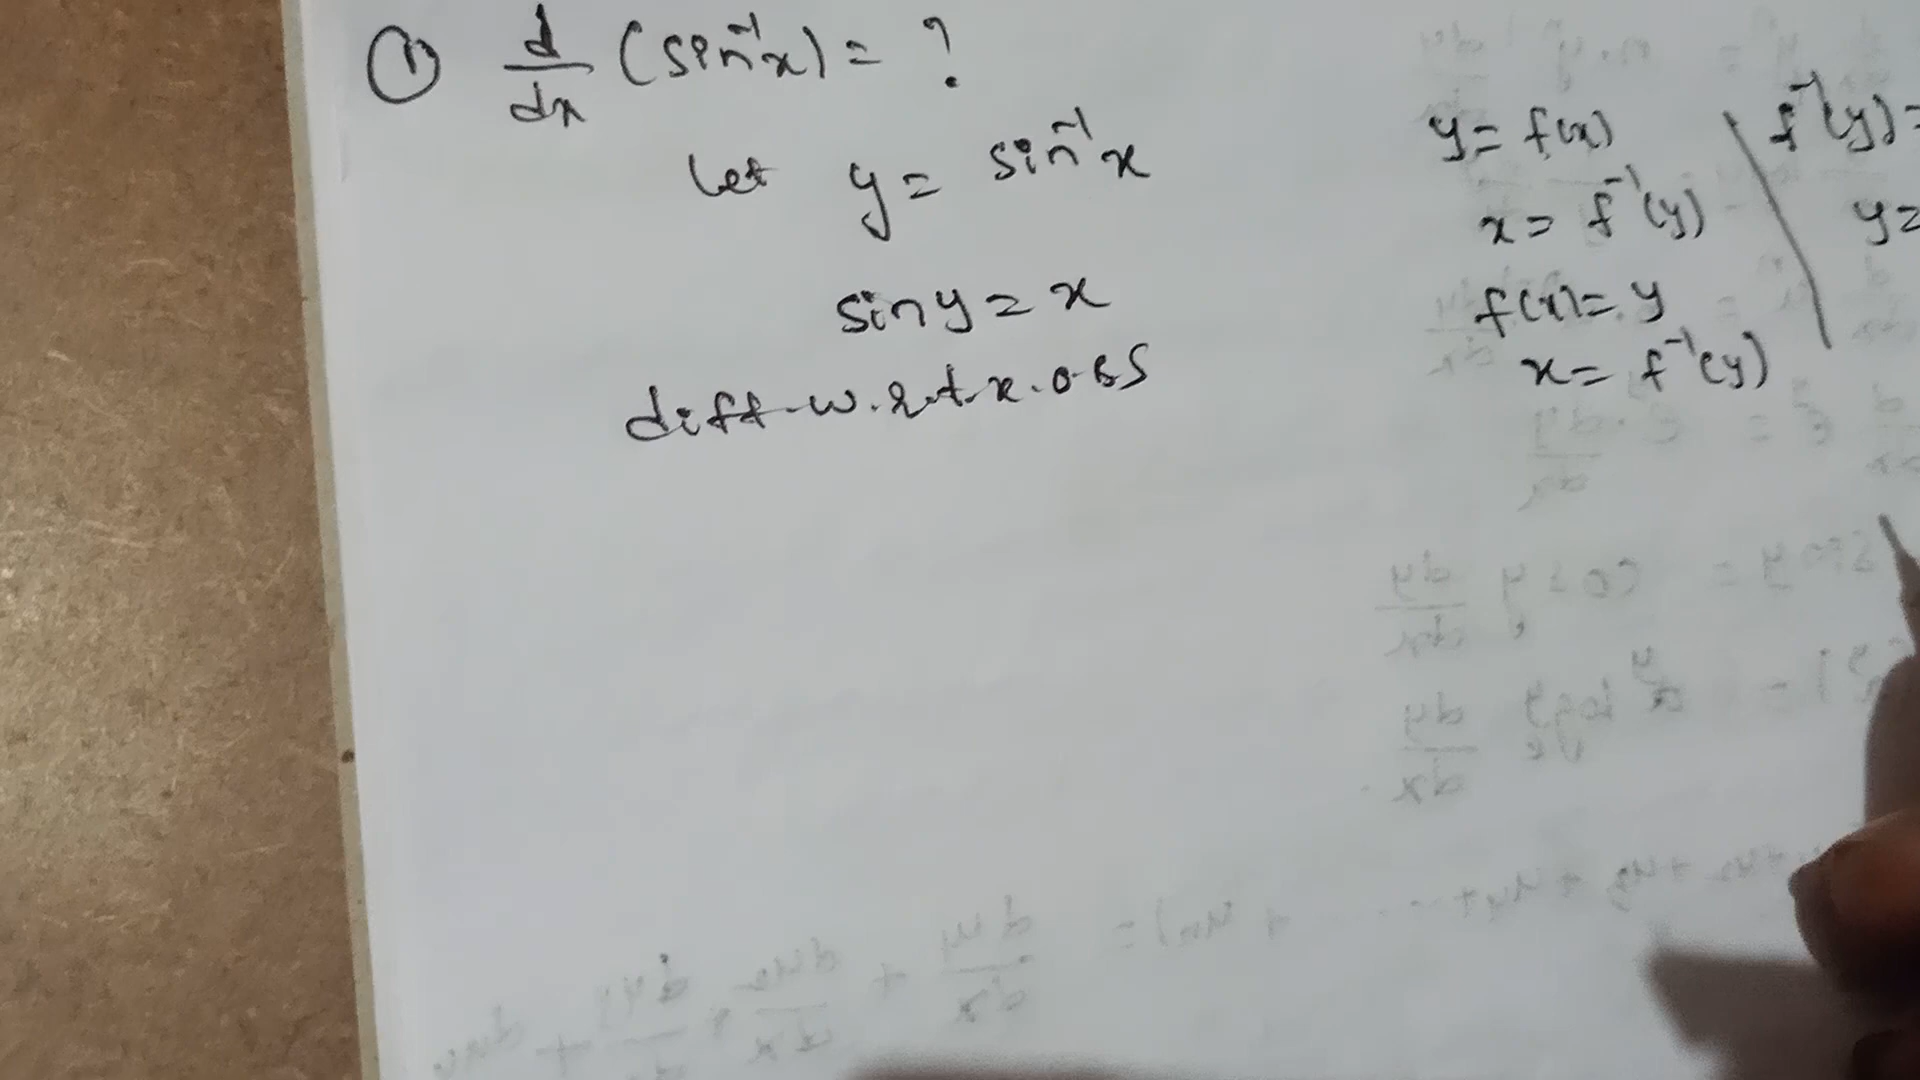 ① d/dx (sin⁻¹x) = ?
Let y = sin⁻¹x
sin y = x
diff. w.r.t. x. o.B.S
y = f(x)
x = f⁻¹(y)
f(x) = y
x = f⁻¹(y)
f⁻¹(y) =
y =